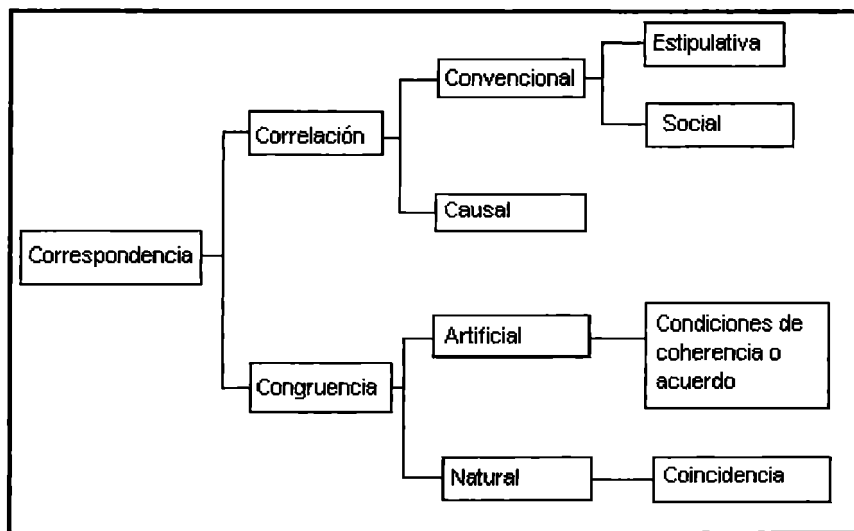 Correspondencia
Correlación
Convencional
Estipulativa
Social
Causal
Congruencia
Artificial
Condiciones de
coherencia o
acuerdo
Natural
Coincidencia